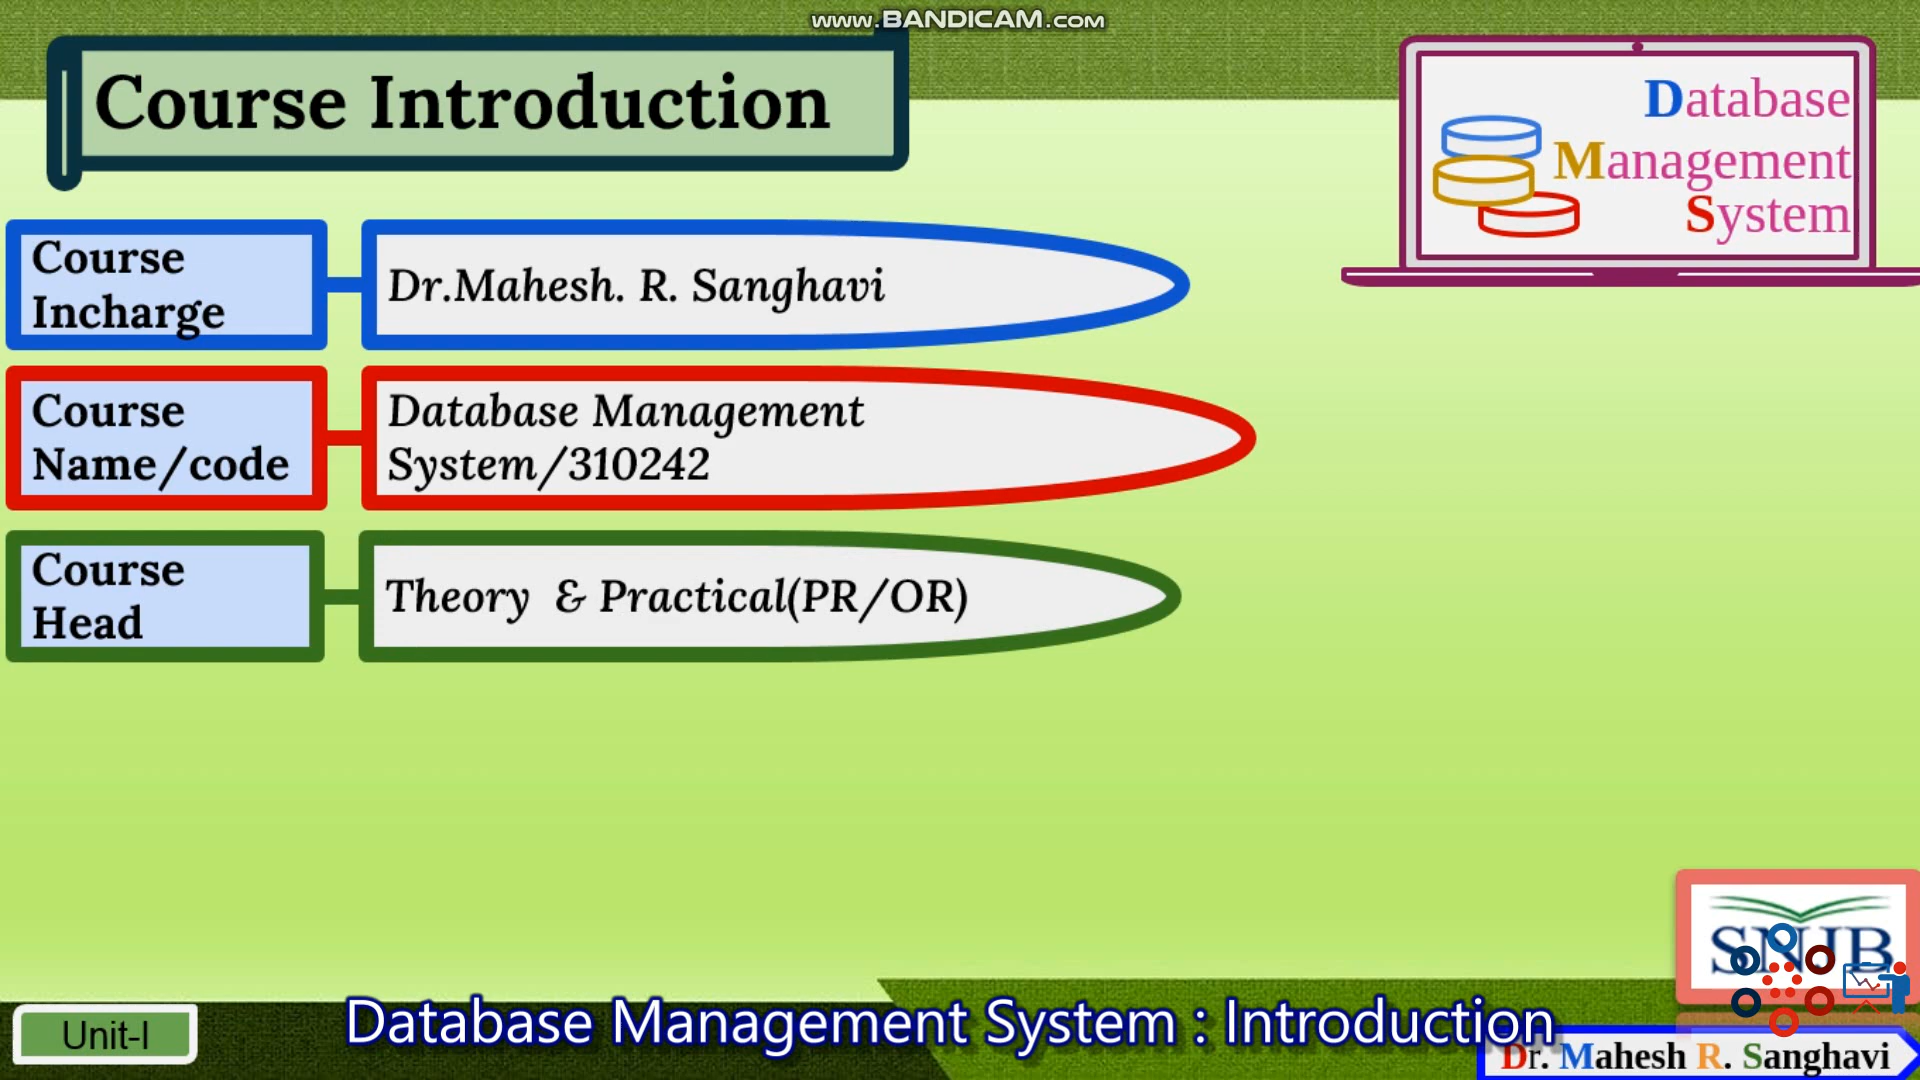 www.BANDICAM.com
Course Introduction
Database
Management
System
Course
Incharge
Dr.Mahesh. R. Sanghavi
Course
Name/code
Database Management
System/310242
Course
Head
Theory & Practical(PR/OR)
SNJB
Unit-I
Database Management System : Introduction
Dr. Mahesh R. Sanghavi